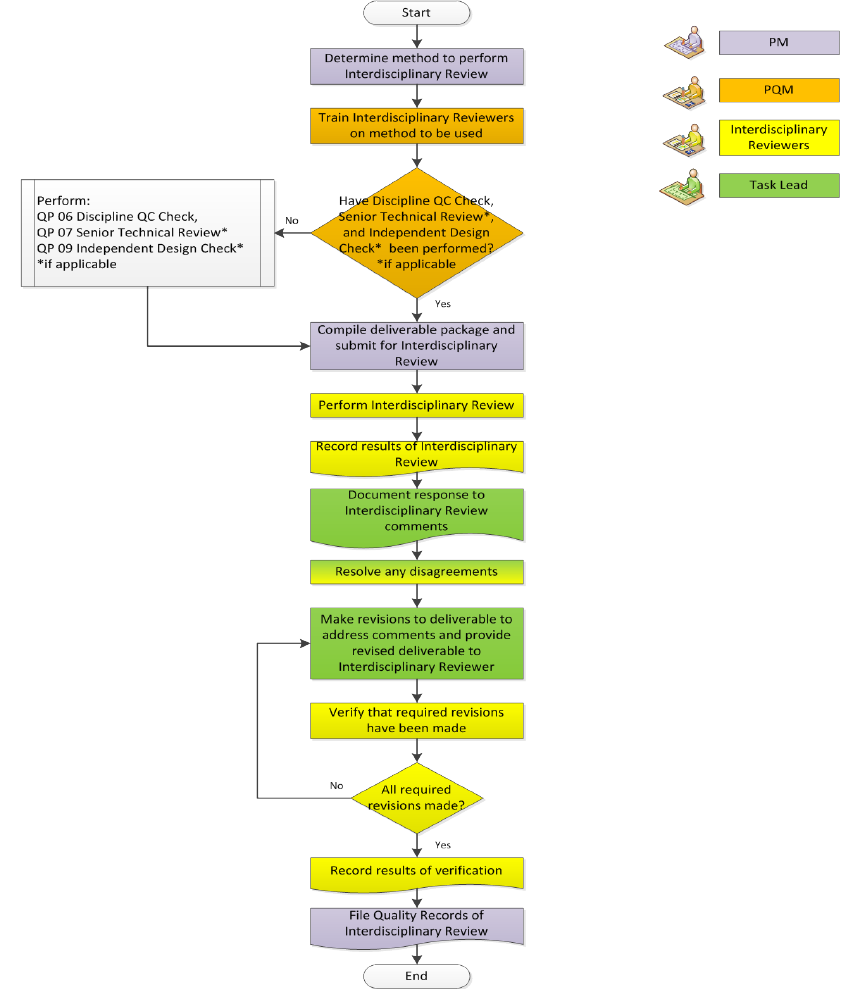 Start
Determine method to perform
Interdisciplinary Review
Train Interdisciplinary Reviewers
on method to be used
Have Discipline QC Check,
Senior Technical Review*,
and Independent Design
Check*  been performed?
*if applicable
No
Perform:
QP 06 Discipline QC Check,
QP 07 Senior Technical Review*
QP 09 Independent Design Check*
*if applicable
Yes
Compile deliverable package and
submit for Interdisciplinary
Review
Perform Interdisciplinary Review
Record results of Interdisciplinary
Review
Document response to
Interdisciplinary Review
comments
Resolve any disagreements
Make revisions to deliverable to
address comments and provide
revised deliverable to
Interdisciplinary Reviewer
Verify that required revisions
have been made
All required
revisions made?
No
Yes
Record results of verification
File Quality Records of
Interdisciplinary Review
End
PM
PQM
Interdisciplinary
Reviewers
Task Lead